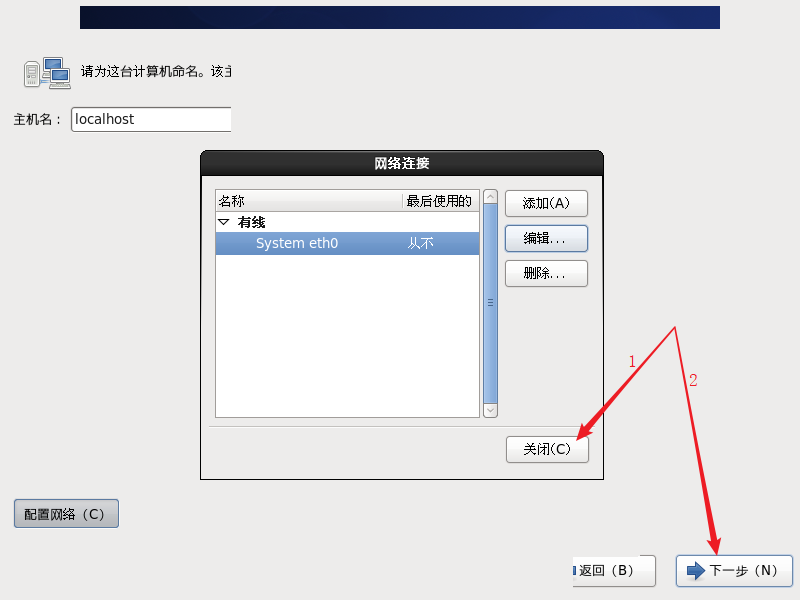 请为这台计算机命名。该主
主机名： localhost
网络连接
名称 最后使用的
有线
System eth0 从不
添加(A)
编辑...
删除...
1
2
关闭(C)
配置网络（C）
返回（B）
下一步（N）